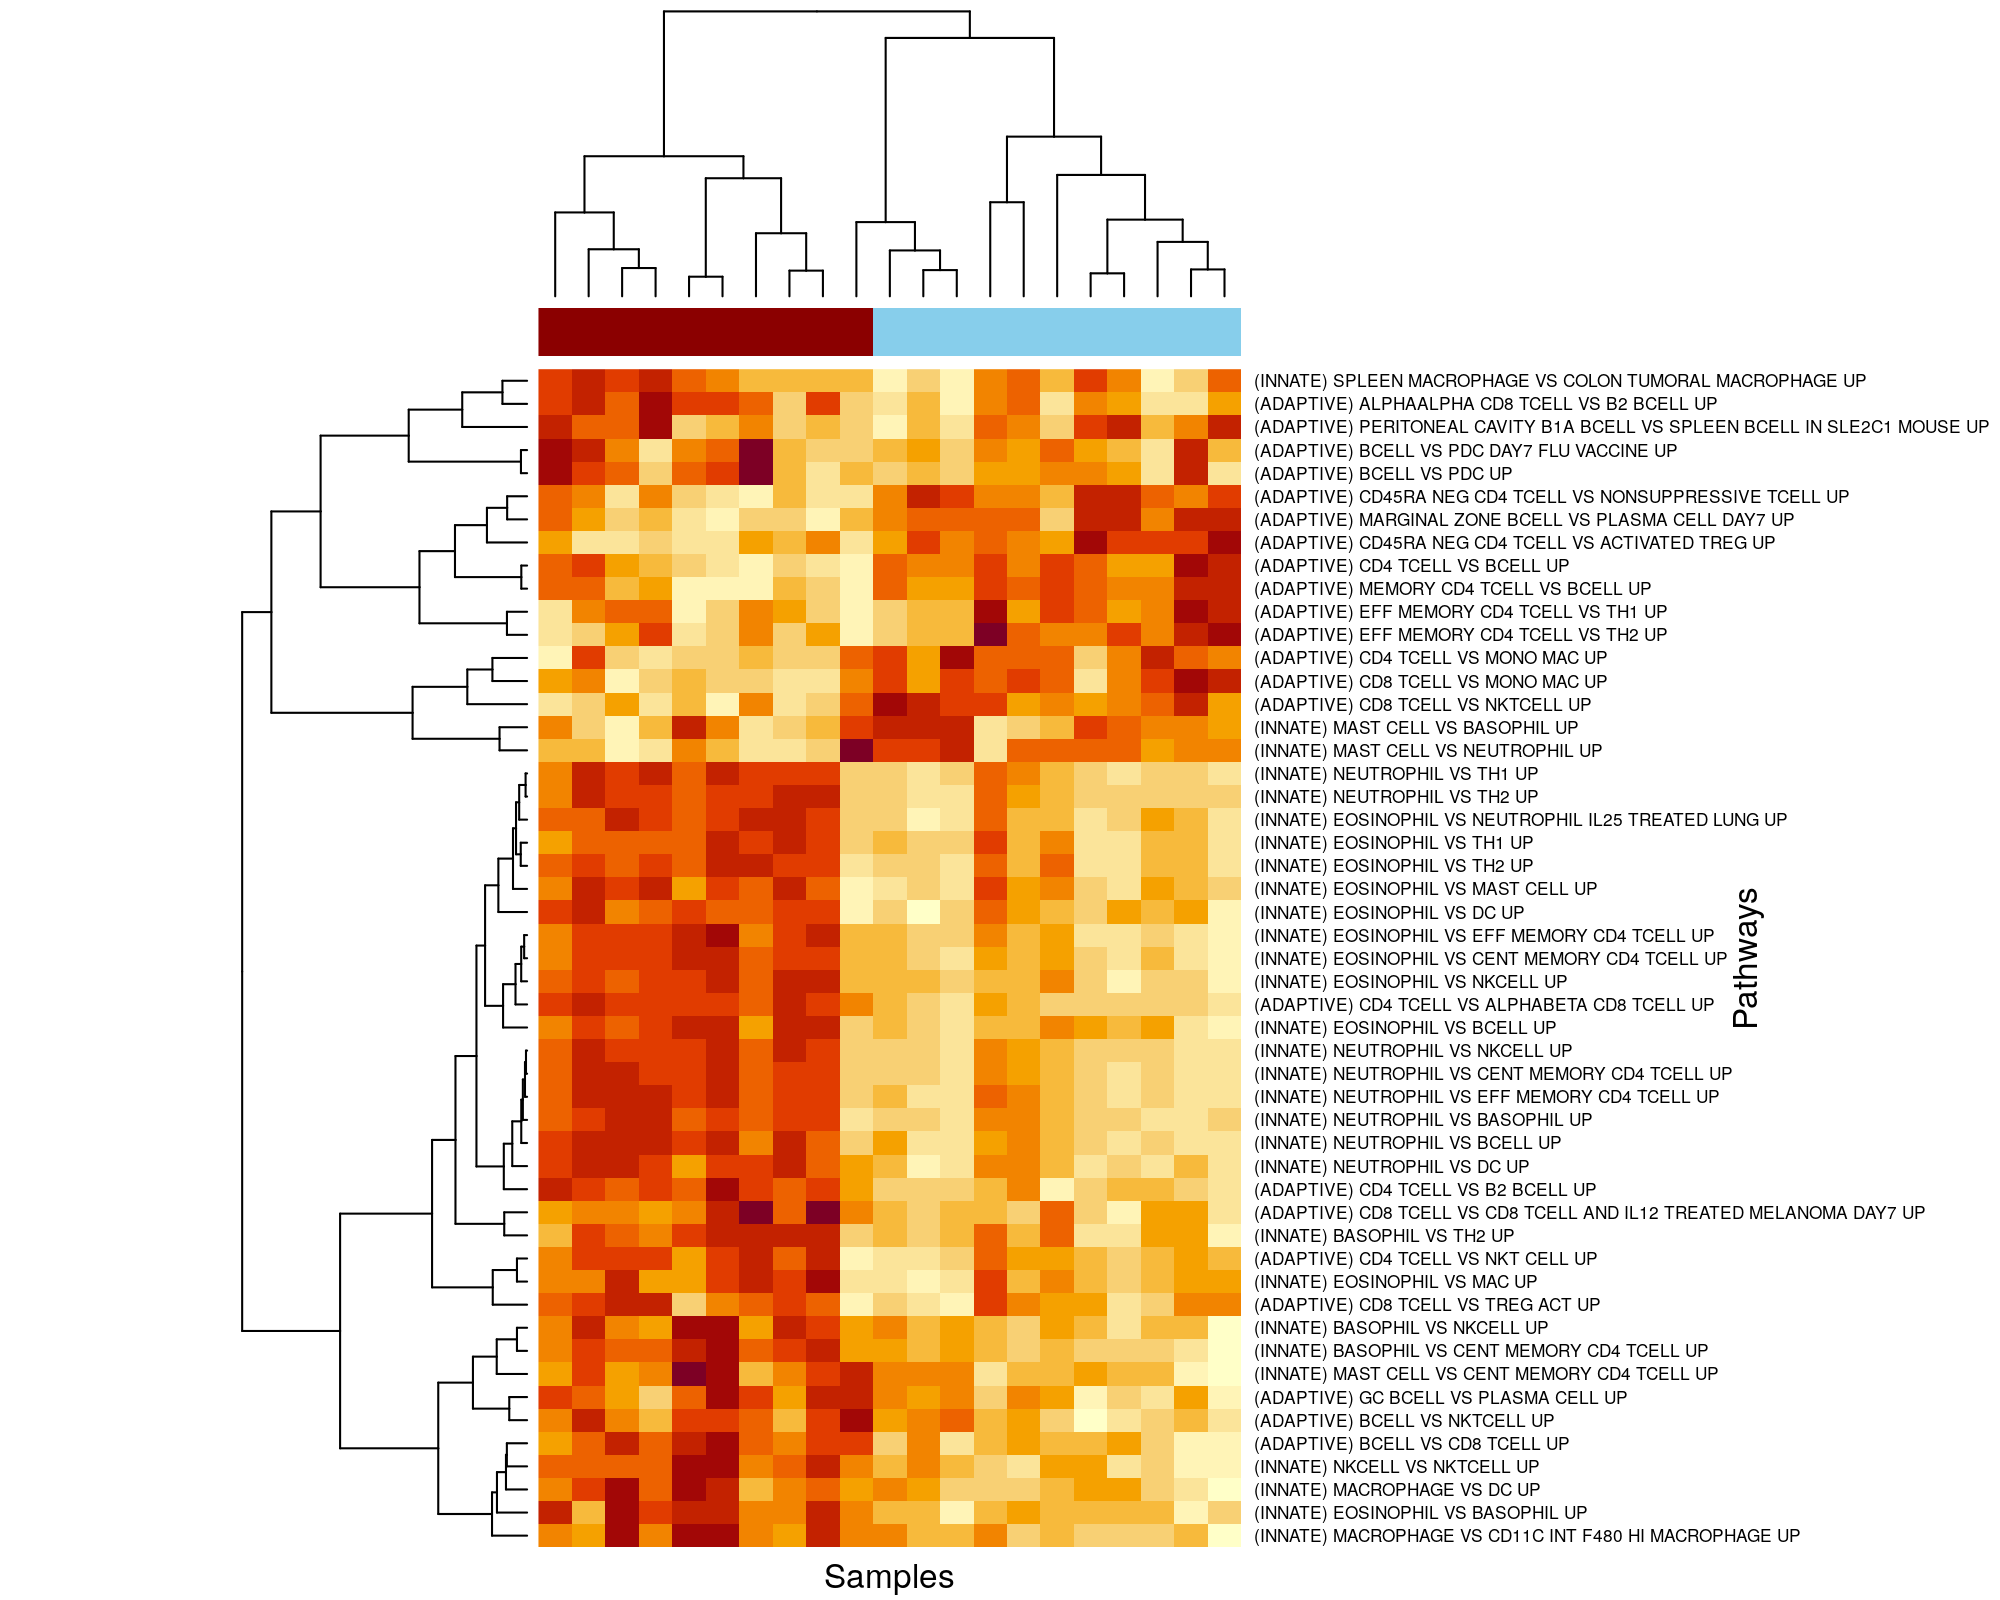 (INNATE) SPLEEN MACROPHAGE VS COLON TUMORAL MACROPHAGE UP
(ADAPTIVE) ALPHAALPHA CD8 TCELL VS B2 BCELL UP
(ADAPTIVE) PERITONEAL CAVITY B1A BCELL VS SPLEEN BCELL IN SLE2C1 MOUSE UP
(ADAPTIVE) BCELL VS PDC DAY7 FLU VACCINE UP
(ADAPTIVE) BCELL VS PDC UP
(ADAPTIVE) CD45RA NEG CD4 TCELL VS NONSUPPRESSIVE TCELL UP
(ADAPTIVE) MARGINAL ZONE BCELL VS PLASMA CELL DAY7 UP
(ADAPTIVE) CD45RA NEG CD4 TCELL VS ACTIVATED TREG UP
(ADAPTIVE) CD4 TCELL VS BCELL UP
(ADAPTIVE) MEMORY CD4 TCELL VS BCELL UP
(ADAPTIVE) EFF MEMORY CD4 TCELL VS TH1 UP
(ADAPTIVE) EFF MEMORY CD4 TCELL VS TH2 UP
(ADAPTIVE) CD4 TCELL VS MONO MAC UP
(ADAPTIVE) CD8 TCELL VS MONO MAC UP
(ADAPTIVE) CD8 TCELL VS NKTCELL UP
(INNATE) MAST CELL VS BASOPHIL UP
(INNATE) MAST CELL VS NEUTROPHIL UP
(INNATE) NEUTROPHIL VS TH1 UP
(INNATE) NEUTROPHIL VS TH2 UP
(INNATE) EOSINOPHIL VS NEUTROPHIL IL25 TREATED LUNG UP
(INNATE) EOSINOPHIL VS TH1 UP
(INNATE) EOSINOPHIL VS TH2 UP
(INNATE) EOSINOPHIL VS MAST CELL UP
(INNATE) EOSINOPHIL VS DC UP
(INNATE) EOSINOPHIL VS EFF MEMORY CD4 TCELL UP
(INNATE) EOSINOPHIL VS CENT MEMORY CD4 TCELL UP
(INNATE) EOSINOPHIL VS NKCELL UP
(ADAPTIVE) CD4 TCELL VS ALPHABETA CD8 TCELL UP
(INNATE) EOSINOPHIL VS BCELL UP
(INNATE) NEUTROPHIL VS NKCELL UP
(INNATE) NEUTROPHIL VS CENT MEMORY CD4 TCELL UP
(INNATE) NEUTROPHIL VS EFF MEMORY CD4 TCELL UP
(INNATE) NEUTROPHIL VS BASOPHIL UP
(INNATE) NEUTROPHIL VS BCELL UP
(INNATE) NEUTROPHIL VS DC UP
(ADAPTIVE) CD4 TCELL VS B2 BCELL UP
(ADAPTIVE) CD8 TCELL VS CD8 TCELL AND IL12 TREATED MELANOMA DAY7 UP
(INNATE) BASOPHIL VS TH2 UP
(ADAPTIVE) CD4 TCELL VS NKT CELL UP
(INNATE) EOSINOPHIL VS MAC UP
(ADAPTIVE) CD8 TCELL VS TREG ACT UP
(INNATE) BASOPHIL VS NKCELL UP
(INNATE) BASOPHIL VS CENT MEMORY CD4 TCELL UP
(INNATE) MAST CELL VS CENT MEMORY CD4 TCELL UP
(ADAPTIVE) GC BCELL VS PLASMA CELL UP
(ADAPTIVE) BCELL VS NKTCELL UP
(ADAPTIVE) BCELL VS CD8 TCELL UP
(INNATE) NKCELL VS NKTCELL UP
(INNATE) MACROPHAGE VS DC UP
(INNATE) EOSINOPHIL VS BASOPHIL UP
(INNATE) MACROPHAGE VS CD11C INT F480 HI MACROPHAGE UP
Pathways
Samples